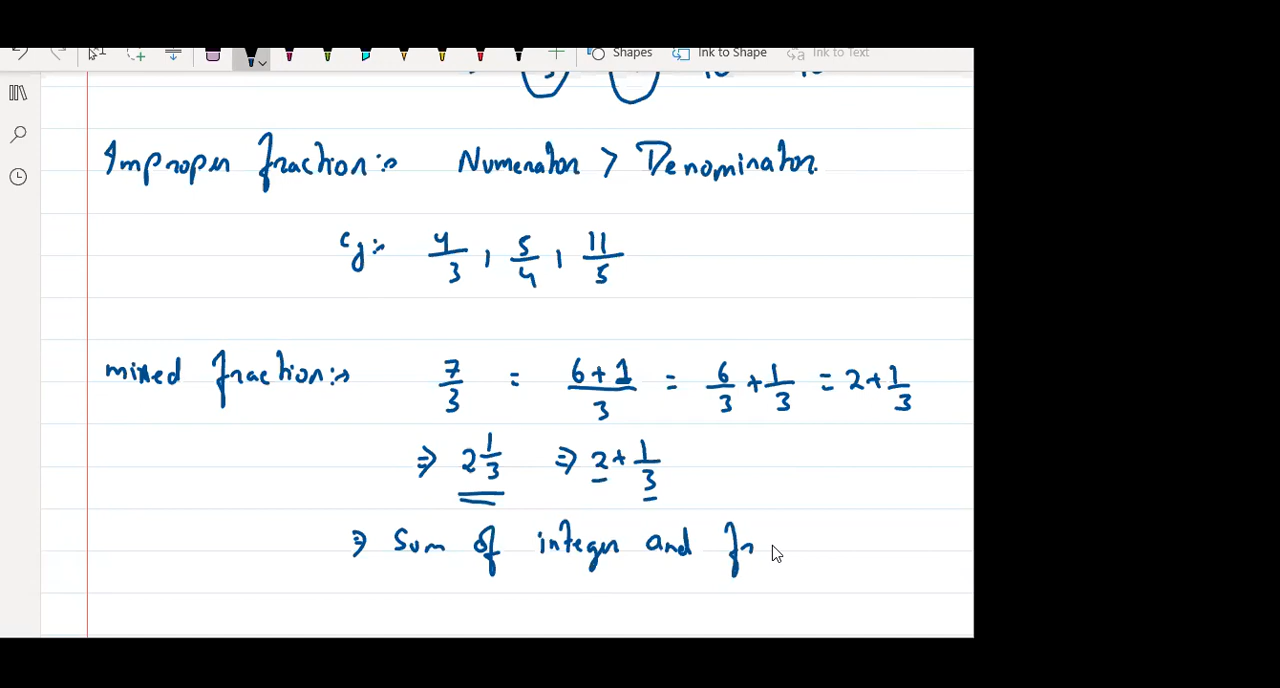 Shapes Ink to Shape Ink to Text
Improper fraction:- Numerator > Denominator.
eg:- 4/3 , 5/4 , 11/5
mixed fraction:- 7/3 = 6+1/3 = 6/3 + 1/3 = 2 + 1/3
⇒ 2 1/3 ⇒ 2 + 1/3
⇒ Sum of integer and fr